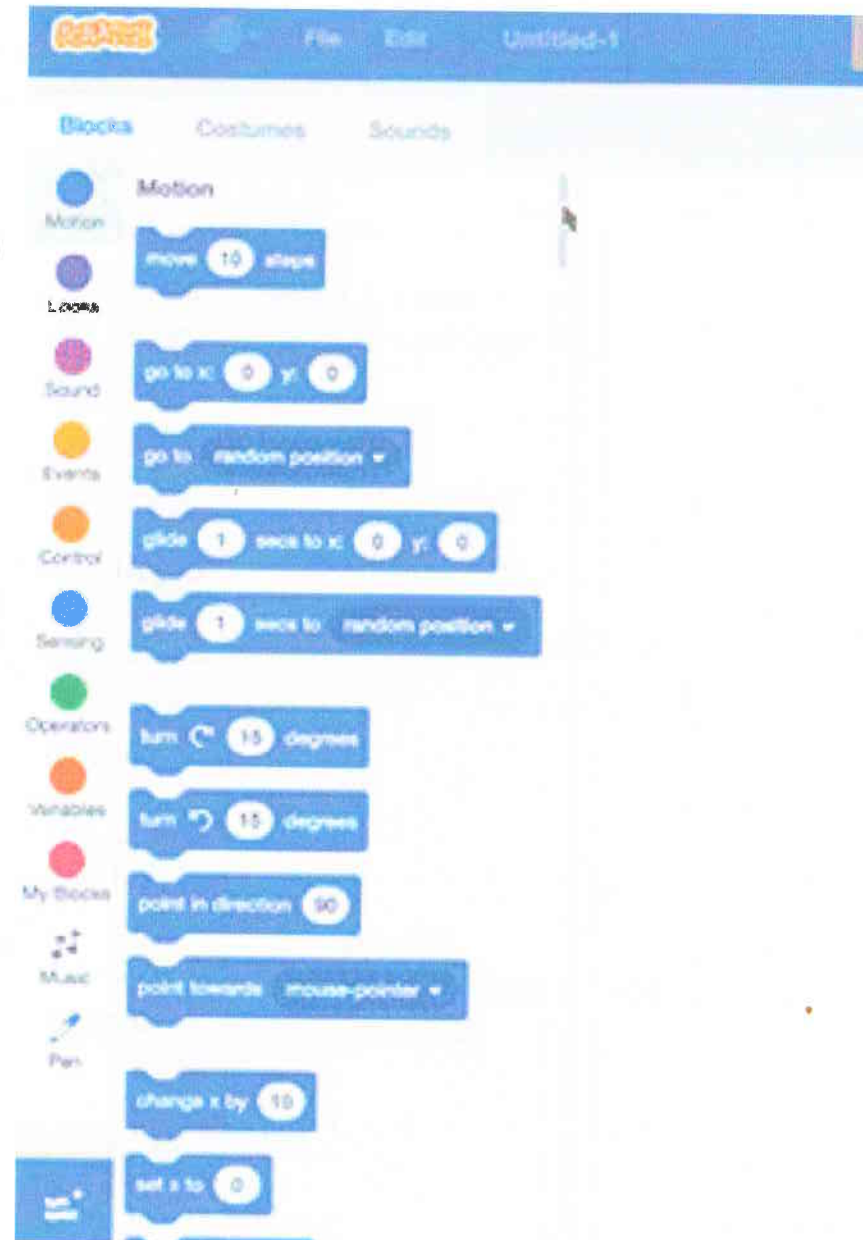 SCRATCH
File Edit Untitled-1
Blocks Costumes Sounds
Motion
Looks
Sound
Events
Control
Sensing
Operators
Variables
My Blocks
Music
Pen
Motion
move 10 steps
go to x: 0 y: 0
go to random position
glide 1 secs to x: 0 y: 0
glide 1 secs to random position
turn 15 degrees
turn 15 degrees
point in direction 90
point towards mouse-pointer
change x by 10
set x to 0